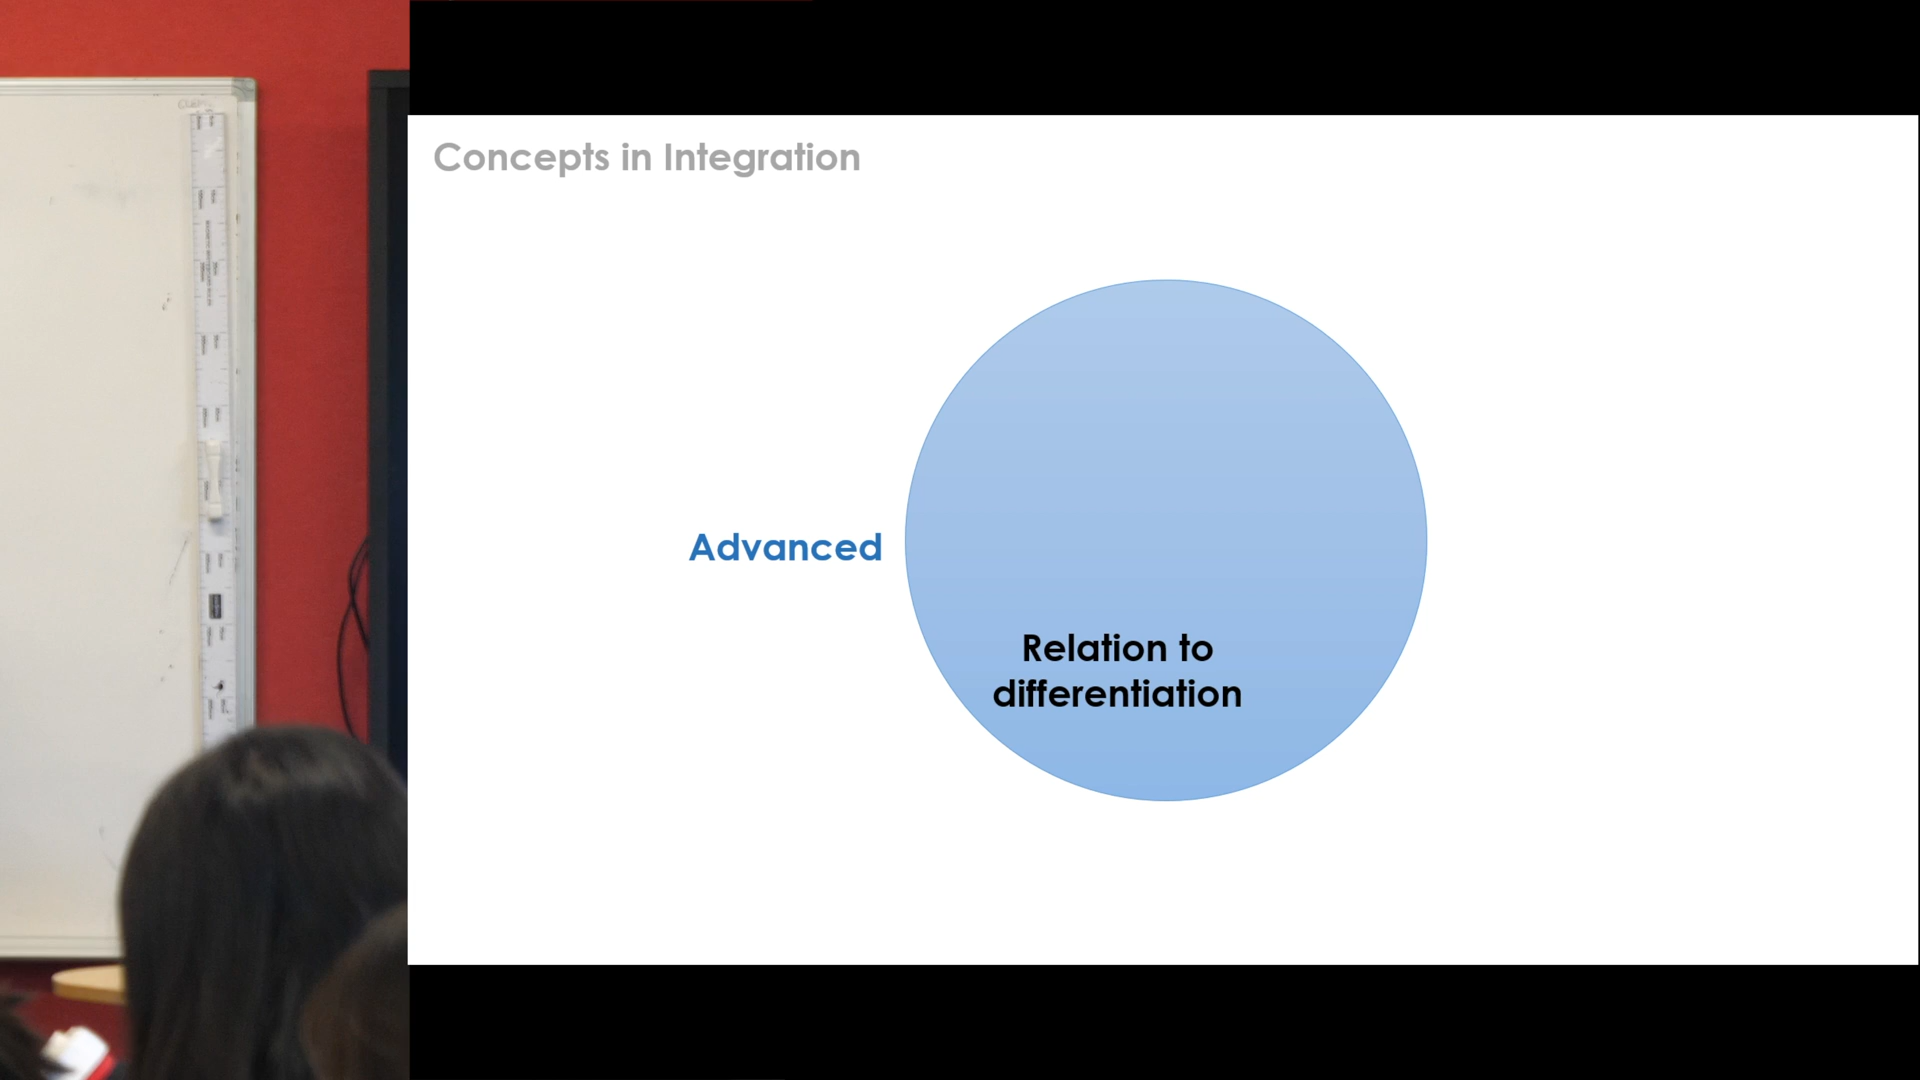 Concepts in Integration
Advanced
Relation to
differentiation